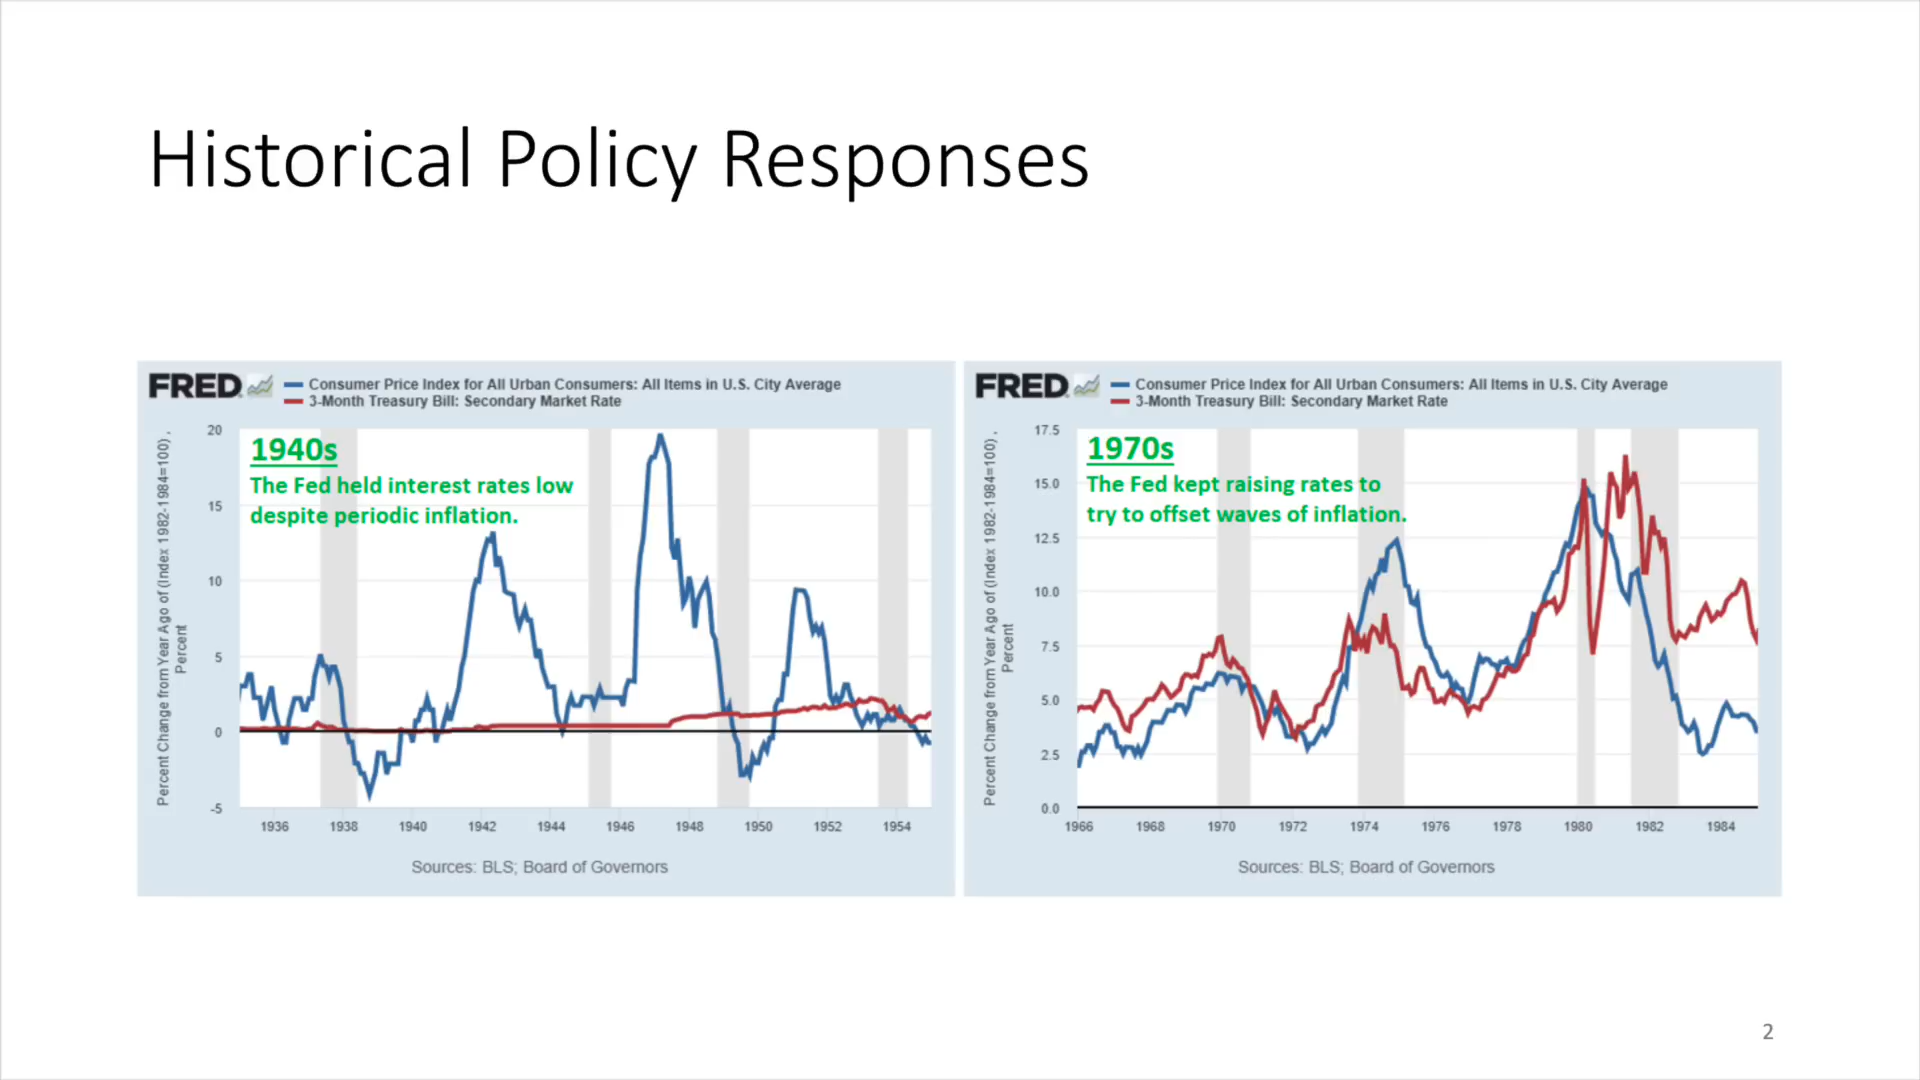 Historical Policy Responses
FRED
Consumer Price Index for All Urban Consumers: All Items in U.S. City Average
3-Month Treasury Bill: Secondary Market Rate
Percent Change from Year Ago of (Index 1982-1984=100) ,
Percent
20
15
10
5
0
-5
1940s
The Fed held interest rates low
despite periodic inflation.
1936 1938 1940 1942 1944 1946 1948 1950 1952 1954
Sources: BLS; Board of Governors
FRED
Consumer Price Index for All Urban Consumers: All Items in U.S. City Average
3-Month Treasury Bill: Secondary Market Rate
Percent Change from Year Ago of (Index 1982-1984=100) ,
Percent
17.5
15.0
12.5
10.0
7.5
5.0
2.5
0.0
1970s
The Fed kept raising rates to
try to offset waves of inflation.
1966 1968 1970 1972 1974 1976 1978 1980 1982 1984
Sources: BLS; Board of Governors
2